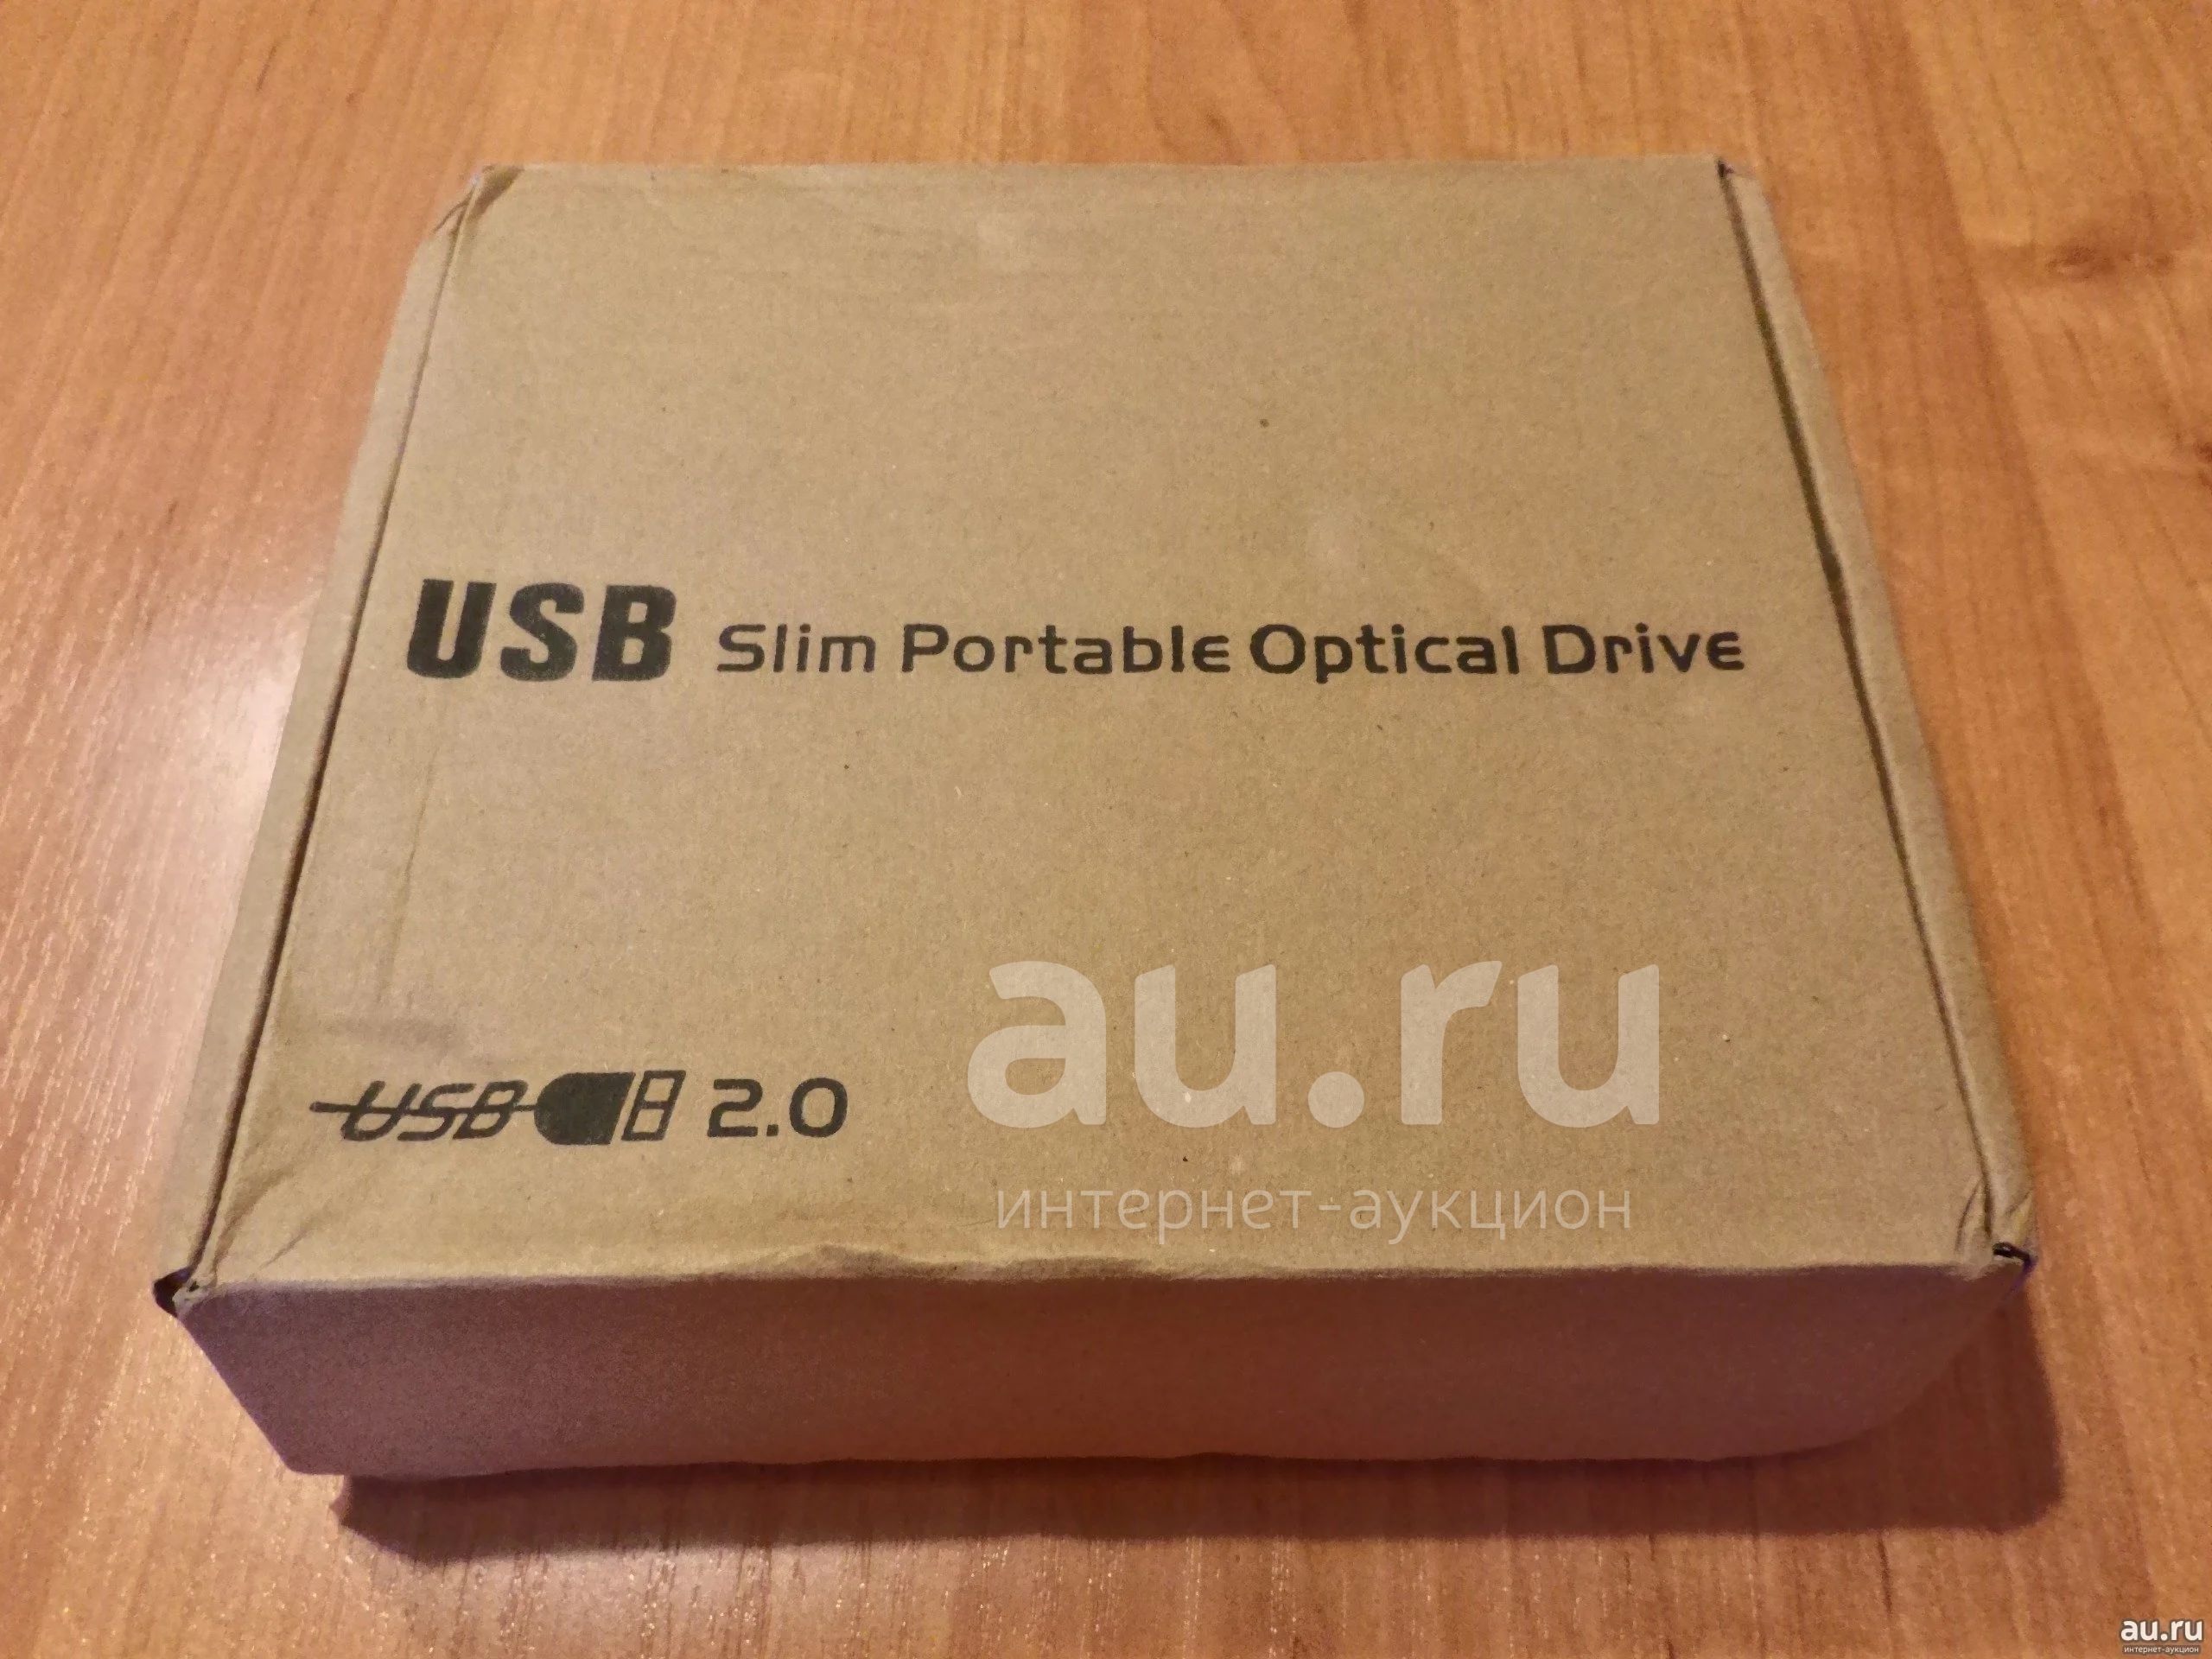 USB Slim Portable Optical Drive
USB 2.0
au.ru
интернет-аукцион
au.ru
интернет-аукцион